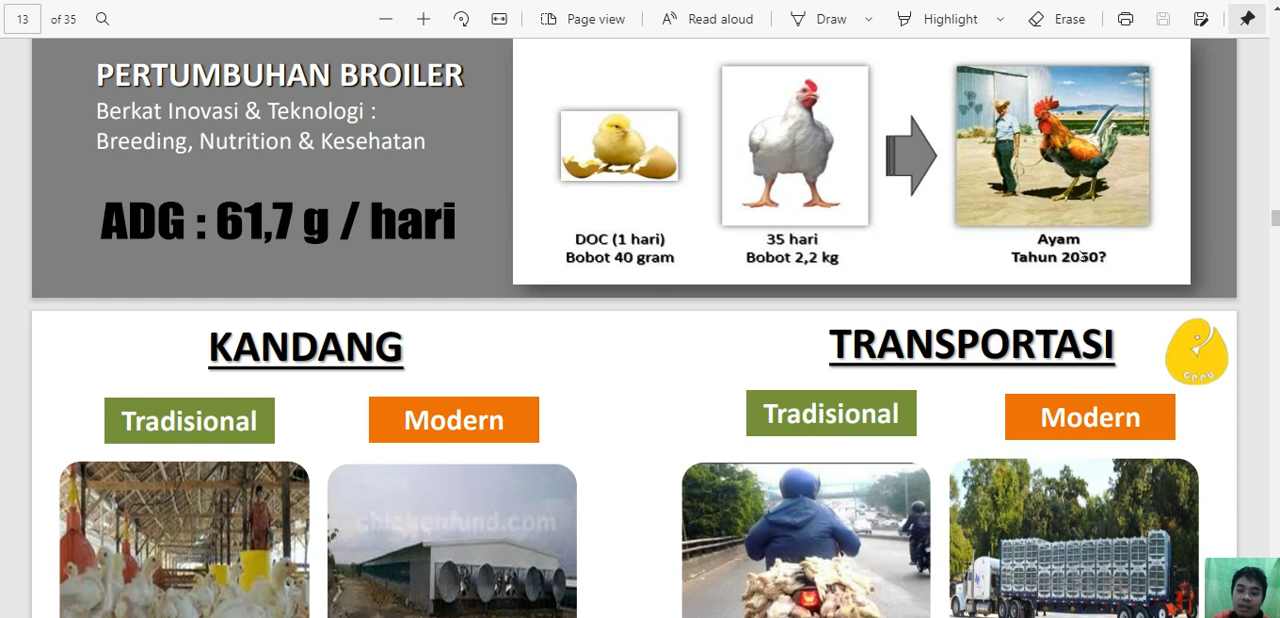 13
of 35
Page view
Read aloud
Draw
Highlight
Erase
PERTUMBUHAN BROILER
Berkat Inovasi & Teknologi :
Breeding, Nutrition & Kesehatan
ADG : 61,7 g / hari
DOC (1 hari)
Bobot 40 gram
35 hari
Bobot 2,2 kg
Ayam
Tahun 2030?
KANDANG
Tradisional
Modern
chickenfund.com
TRANSPORTASI
Tradisional
Modern